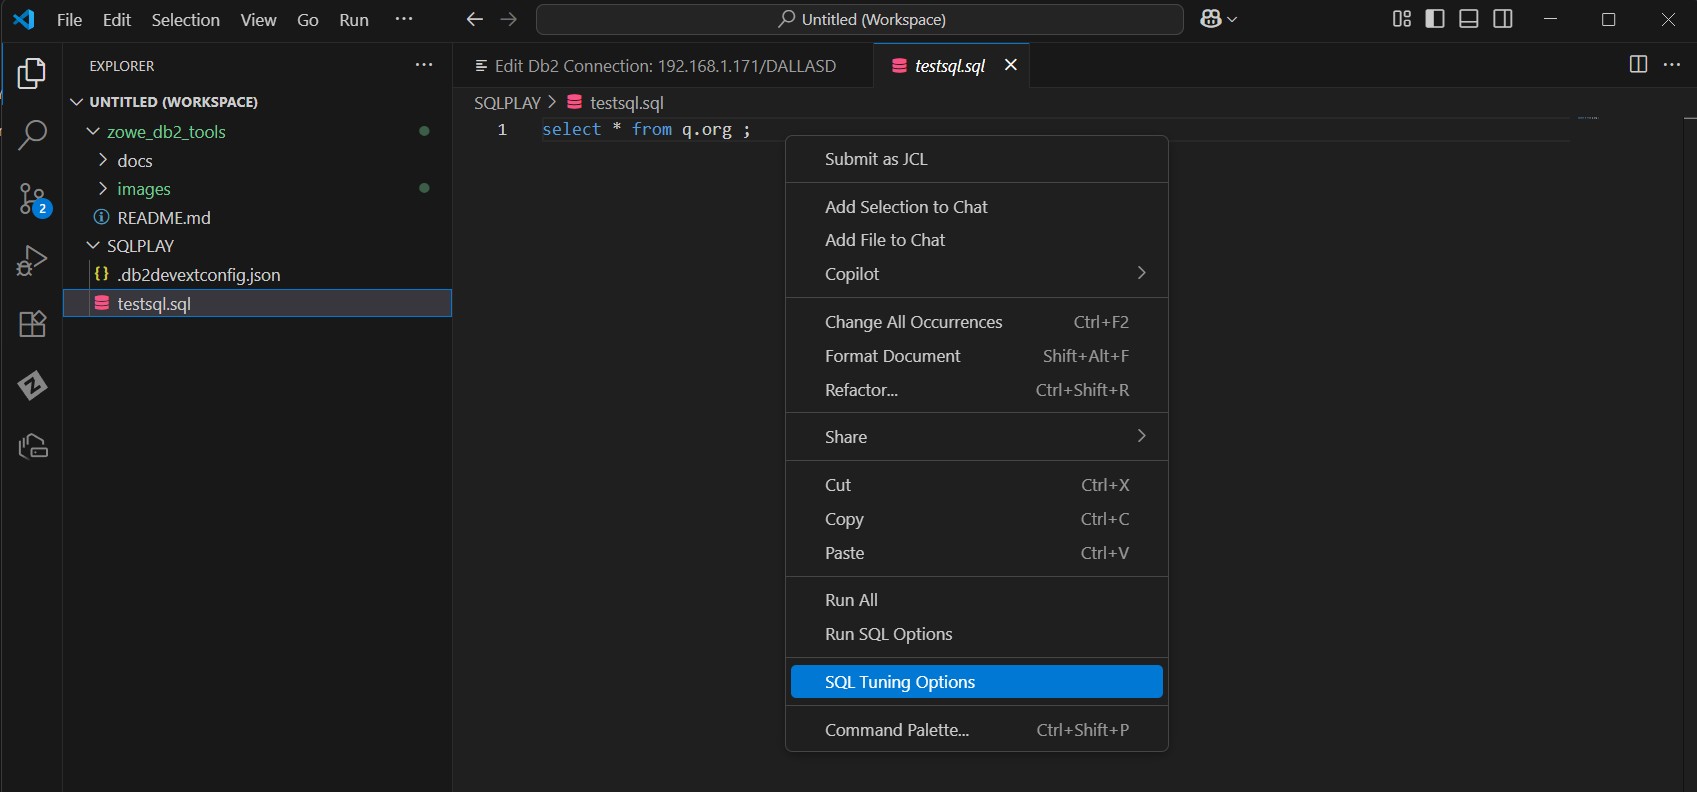 File Edit Selection View Go Run ···
Untitled (Workspace)
EXPLORER ···
UNTITLED (WORKSPACE)
zowe_db2_tools
docs
images
README.md
SQLPLAY
{} .db2devextconfig.json
testsql.sql
2
Edit Db2 Connection: 192.168.1.171/DALLASD
testsql.sql
SQLPLAY > testsql.sql
1 select * from q.org ;
Submit as JCL
Add Selection to Chat
Add File to Chat
Copilot
Change All Occurrences Ctrl+F2
Format Document Shift+Alt+F
Refactor... Ctrl+Shift+R
Share
Cut Ctrl+X
Copy Ctrl+C
Paste Ctrl+V
Run All
Run SQL Options
SQL Tuning Options
Command Palette... Ctrl+Shift+P